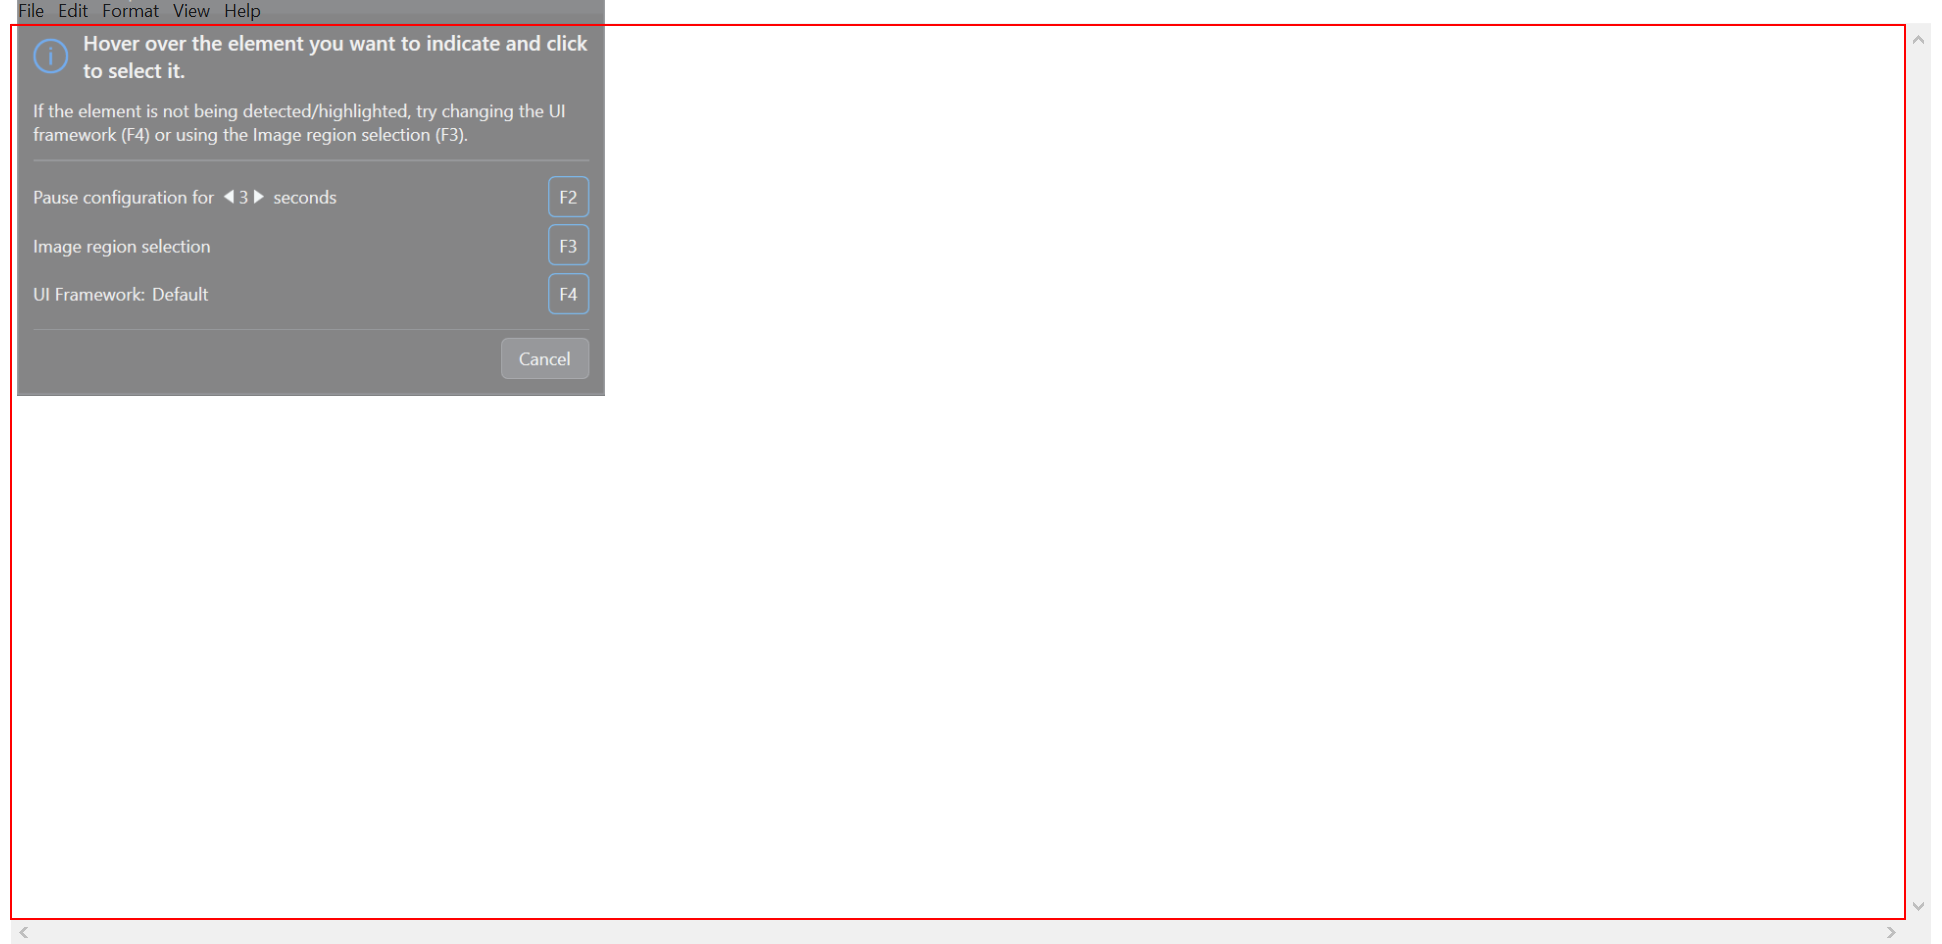 File Edit Format View Help
Hover over the element you want to indicate and click
to select it.
If the element is not being detected/highlighted, try changing the UI
framework (F4) or using the Image region selection (F3).
Pause configuration for 3 seconds F2
Image region selection F3
UI Framework: Default F4
Cancel